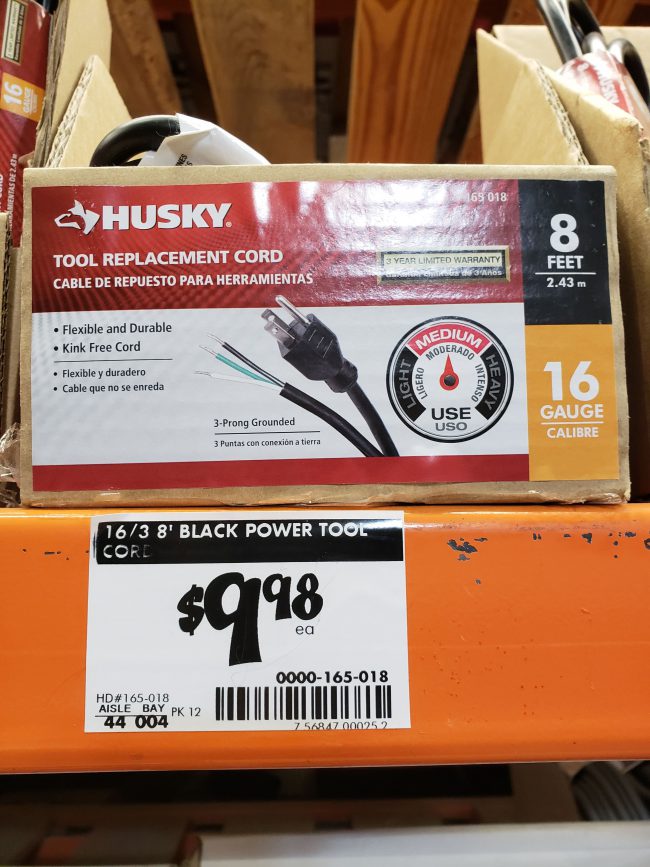 HUSKY®
165 018
TOOL REPLACEMENT CORD
CABLE DE REPUESTO PARA HERRAMIENTAS
3 YEAR LIMITED WARRANTY
8
FEET
2.43 m
• Flexible and Durable
• Kink Free Cord
• Flexible y duradero
• Cable que no se enreda
3-Prong Grounded
3 Puntas con conexión a tierra
MEDIUM
MODERADO
LIGHT
LIGERO
INTENSO
HEAVY
USE
USO
16
GAUGE
CALIBRE
16
GAUGE
16/3 8' BLACK POWER TOOL
CORD
$9.98
ea
0000-165-018
HD#165-018
AISLE BAY PK 12
44 004
7 56847 00025 2